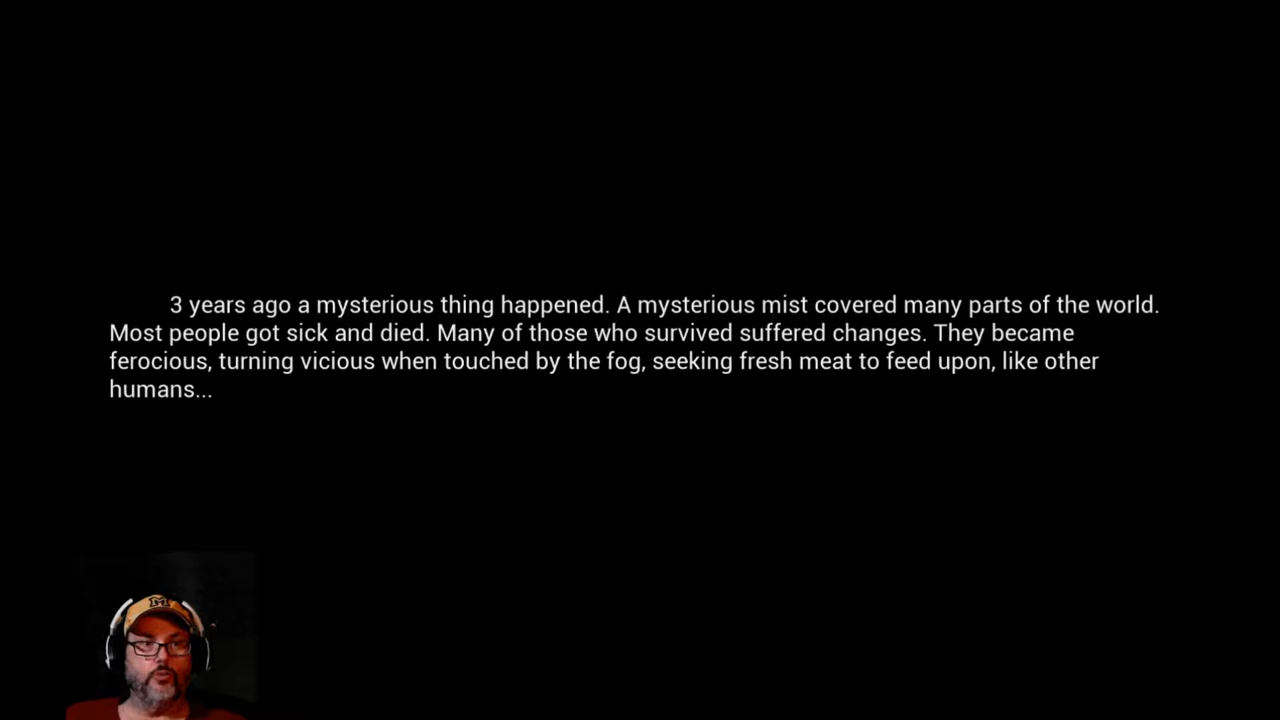 3 years ago a mysterious thing happened. A mysterious mist covered many parts of the world.
Most people got sick and died. Many of those who survived suffered changes. They became
ferocious, turning vicious when touched by the fog, seeking fresh meat to feed upon, like other
humans...
M